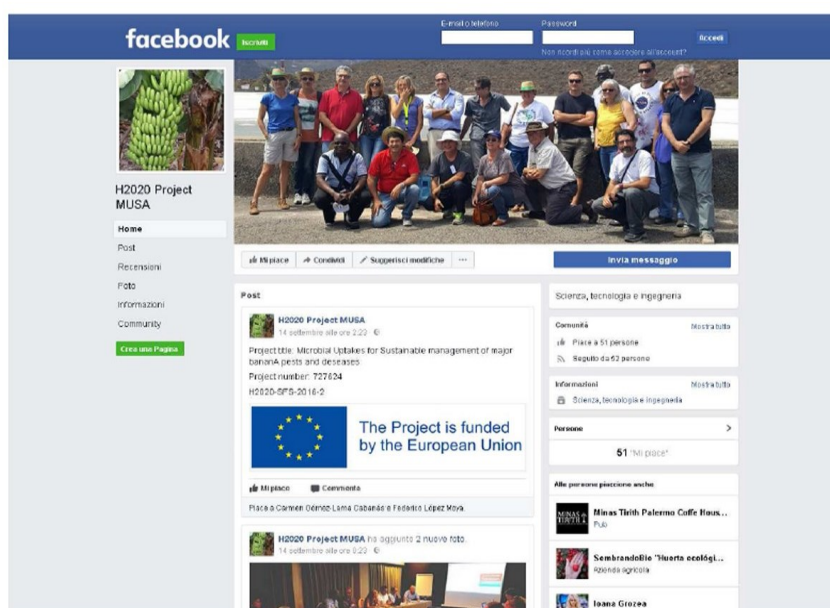 facebook
Iscriviti
E-mail o telefono
Password
Accedi
Non ricordi più come accedere all'account?
H2020 Project
MUSA
Home
Post
Recensioni
Foto
Informazioni
Community
Crea una Pagina
Mi piace
Condividi
Suggerisci modifiche
...
Invia messaggio
Post
H2020 Project MUSA
14 settembre alle ore 2:29
Project title: Microbial Uptakes for Sustainable management of major
bananA pests and deseases
Project number: 727624
H2020-SFS-2016-2
The Project is funded
by the European Union
Mi piace
Commenta
Piace a Carmen Gómez-Lama Cabanás e Federico López Moya.
H2020 Project MUSA ha aggiunto 2 nuove foto.
14 settembre alle ore 0:23
Scienza, tecnologia e ingegneria
Comunità
Mostra tutto
Piace a 51 persone
Seguito da 52 persone
Informazioni
Mostra tutto
Scienza, tecnologia e ingegneria
Persone
51 "Mi piace"
Alle persone piacciono anche
MINAS
TIRITH
Minas Tirith Palermo Caffe Hous...
Pub
SembrandoBio "Huerta ecológi...
Azienda agricola
Ioana Grozea